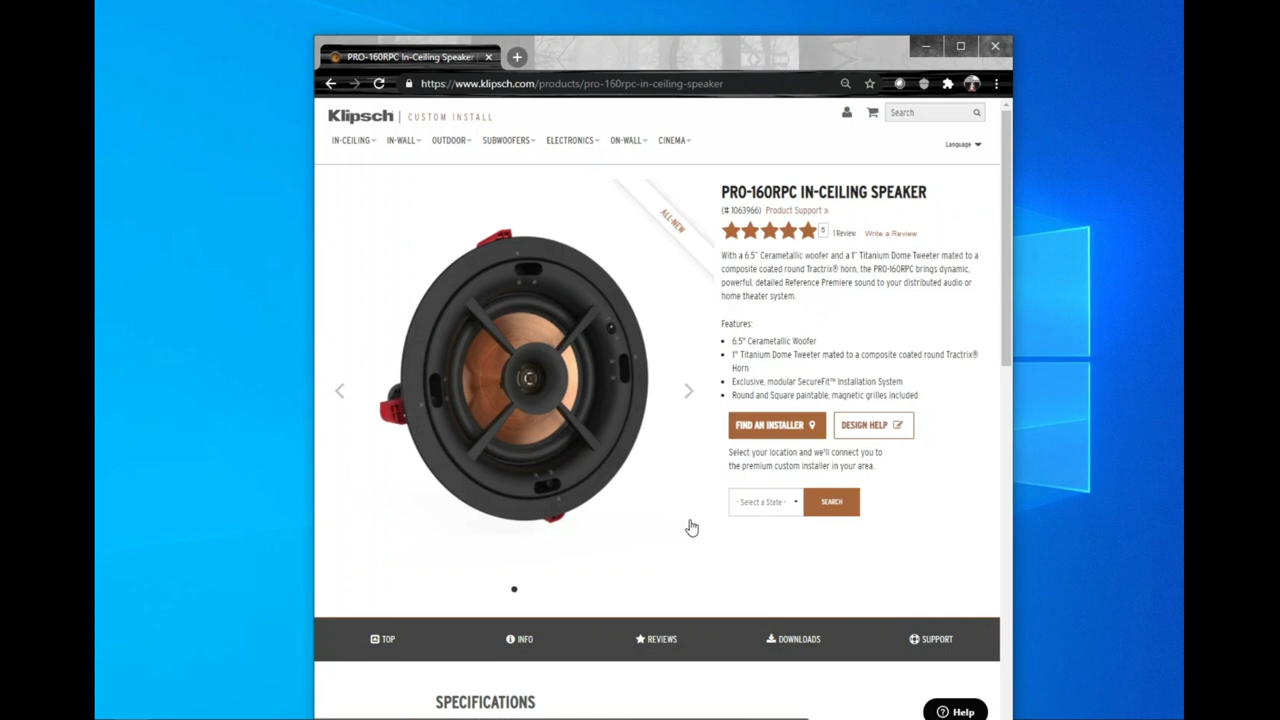 PRO-160RPC In-Ceiling Speaker
https://www.klipsch.com/products/pro-160rpc-in-ceiling-speaker
Klipsch | CUSTOM INSTALL
Search
IN-CEILING IN-WALL OUTDOOR SUBWOOFERS ELECTRONICS ON-WALL CINEMA
Language
ALL-NEW
PRO-160RPC IN-CEILING SPEAKER
(# 1063966) Product Support »
5 1 Review Write a Review
With a 6.5" Cerametallic woofer and a 1" Titanium Dome Tweeter mated to a
composite coated round Tractrix® horn, the PRO-160RPC brings dynamic,
powerful, detailed Reference Premiere sound to your distributed audio or
home theater system.
Features:
• 6.5" Cerametallic Woofer
• 1" Titanium Dome Tweeter mated to a composite coated round Tractrix®
Horn
• Exclusive, modular SecureFit™ Installation System
• Round and Square paintable, magnetic grilles included
FIND AN INSTALLER DESIGN HELP
Select your location and we'll connect you to
the premium custom installer in your area.
- Select a State - SEARCH
TOP INFO REVIEWS DOWNLOADS SUPPORT
SPECIFICATIONS
Help